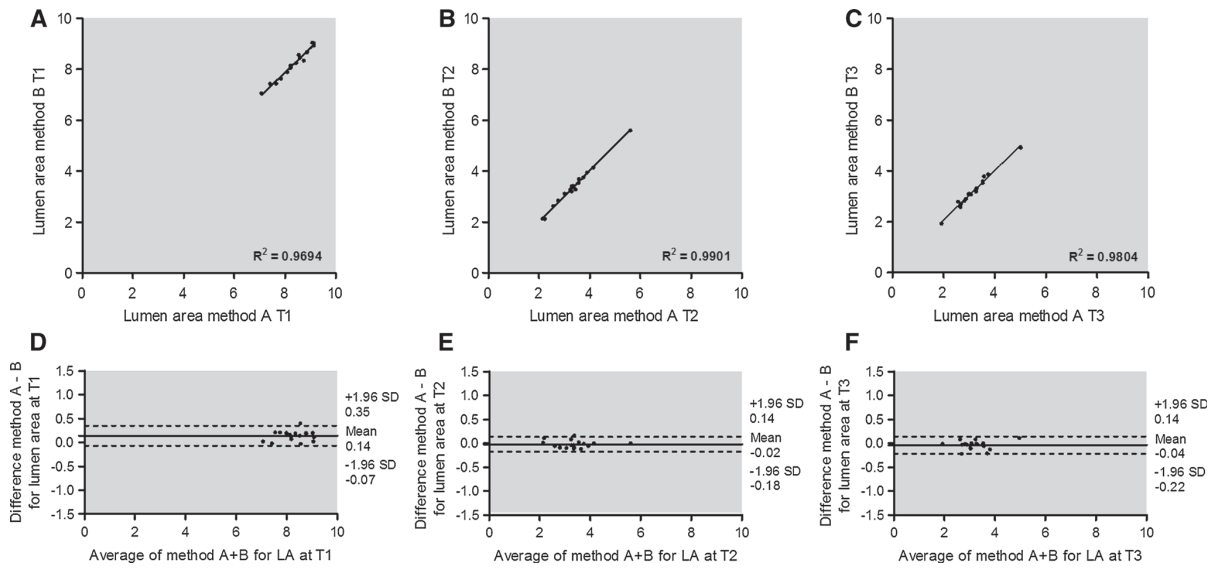 A
10
8
6
4
2
0
0 2 4 6 8 10
Lumen area method B T1
Lumen area method A T1
R² = 0.9694
B
10
8
6
4
2
0
0 2 4 6 8 10
Lumen area method B T2
Lumen area method A T2
R² = 0.9901
C
10
8
6
4
2
0
0 2 4 6 8 10
Lumen area method B T3
Lumen area method A T3
R² = 0.9804
D
1.5
1.0
0.5
0.0
-0.5
-1.0
-1.5
0 2 4 6 8 10
Difference method A - B
for lumen area at T1
Average of method A+B for LA at T1
+1.96 SD
0.35
Mean
0.14
-1.96 SD
-0.07
E
1.5
1.0
0.5
0.0
-0.5
-1.0
-1.5
0 2 4 6 8 10
Difference method A - B
for lumen area at T2
Average of method A+B for LA at T2
+1.96 SD
0.14
Mean
-0.02
-1.96 SD
-0.18
F
1.5
1.0
0.5
0.0
-0.5
-1.0
-1.5
0 2 4 6 8 10
Difference method A - B
for lumen area at T3
Average of method A+B for LA at T3
+1.96 SD
0.14
Mean
-0.04
-1.96 SD
-0.22